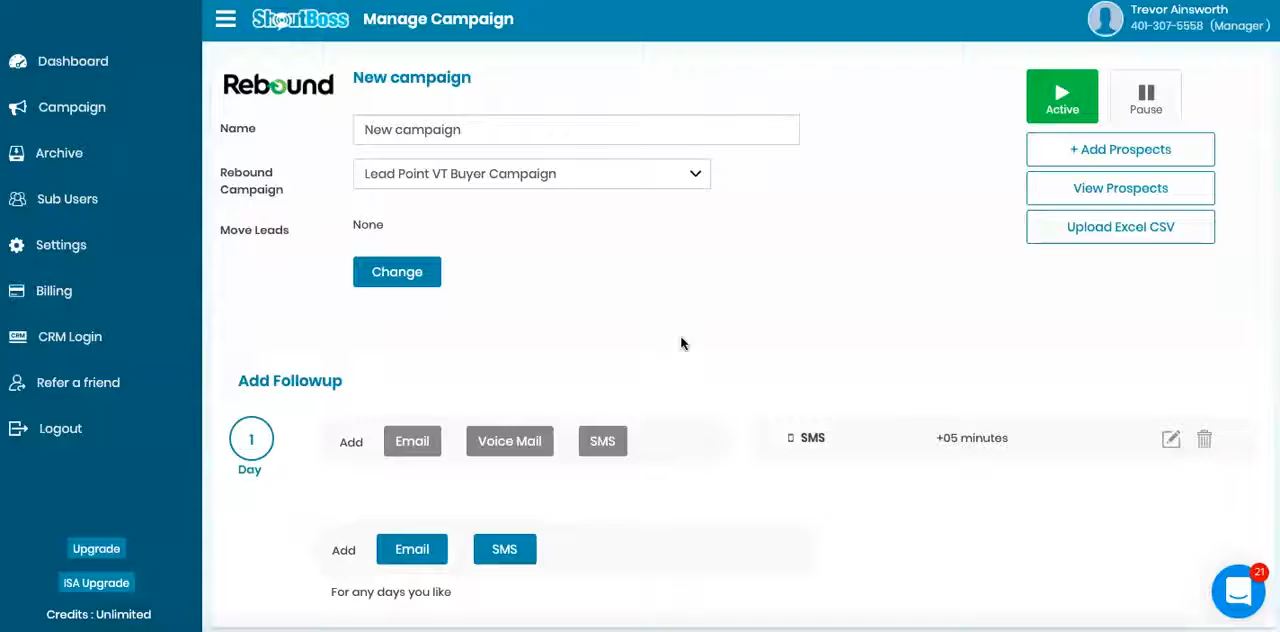 ShoutBoss
Manage Campaign
Trevor Ainsworth
401-307-5558 (Manager)
Dashboard
Campaign
Archive
Sub Users
Settings
Billing
CRM
CRM Login
Refer a friend
Logout
Upgrade
ISA Upgrade
Credits : Unlimited
Rebound
New campaign
Name
New campaign
Rebound
Campaign
Lead Point VT Buyer Campaign
Move Leads
None
Change
Active
Pause
+ Add Prospects
View Prospects
Upload Excel CSV
Add Followup
1
Day
Add
Email
Voice Mail
SMS
SMS
+05 minutes
Add
Email
SMS
For any days you like
21